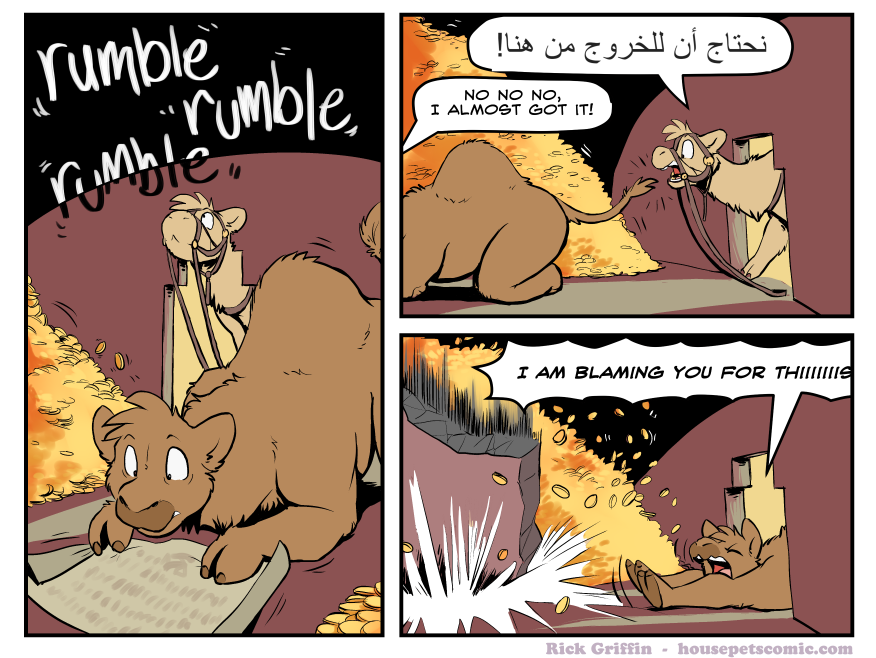 rumble
rumble
rumble
نحتاج أن للخروج من هنا!
NO NO NO,
I ALMOST GOT IT!
I AM BLAMING YOU FOR THIIIIIIIS
Rick Griffin - housepetscomic.com